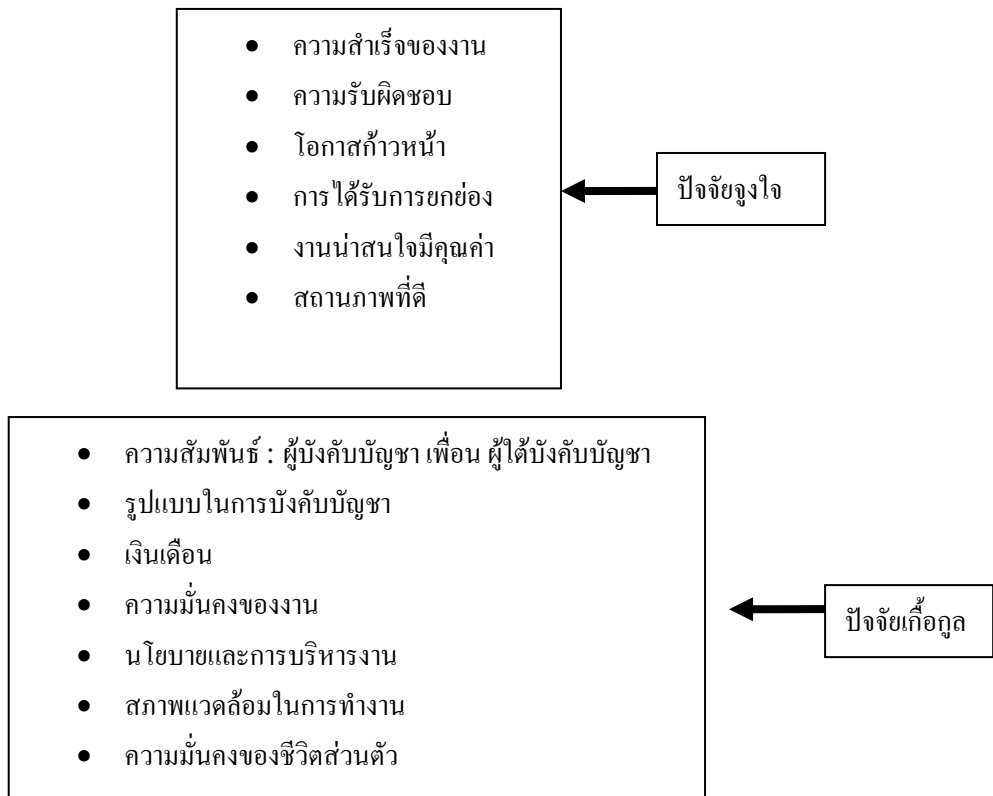 • ความสำเร็จของงาน
• ความรับผิดชอบ
• โอกาสก้าวหน้า
• การได้รับการยกย่อง
• งานน่าสนใจมีคุณค่า
• สถานภาพที่ดี
ปัจจัยจูงใจ
• ความสัมพันธ์ : ผู้บังคับบัญชา เพื่อน ผู้ใต้บังคับบัญชา
• รูปแบบในการบังคับบัญชา
• เงินเดือน
• ความมั่นคงของงาน
• นโยบายและการบริหารงาน
• สภาพแวดล้อมในการทำงาน
• ความมั่นคงของชีวิตส่วนตัว
ปัจจัยเกื้อกูล